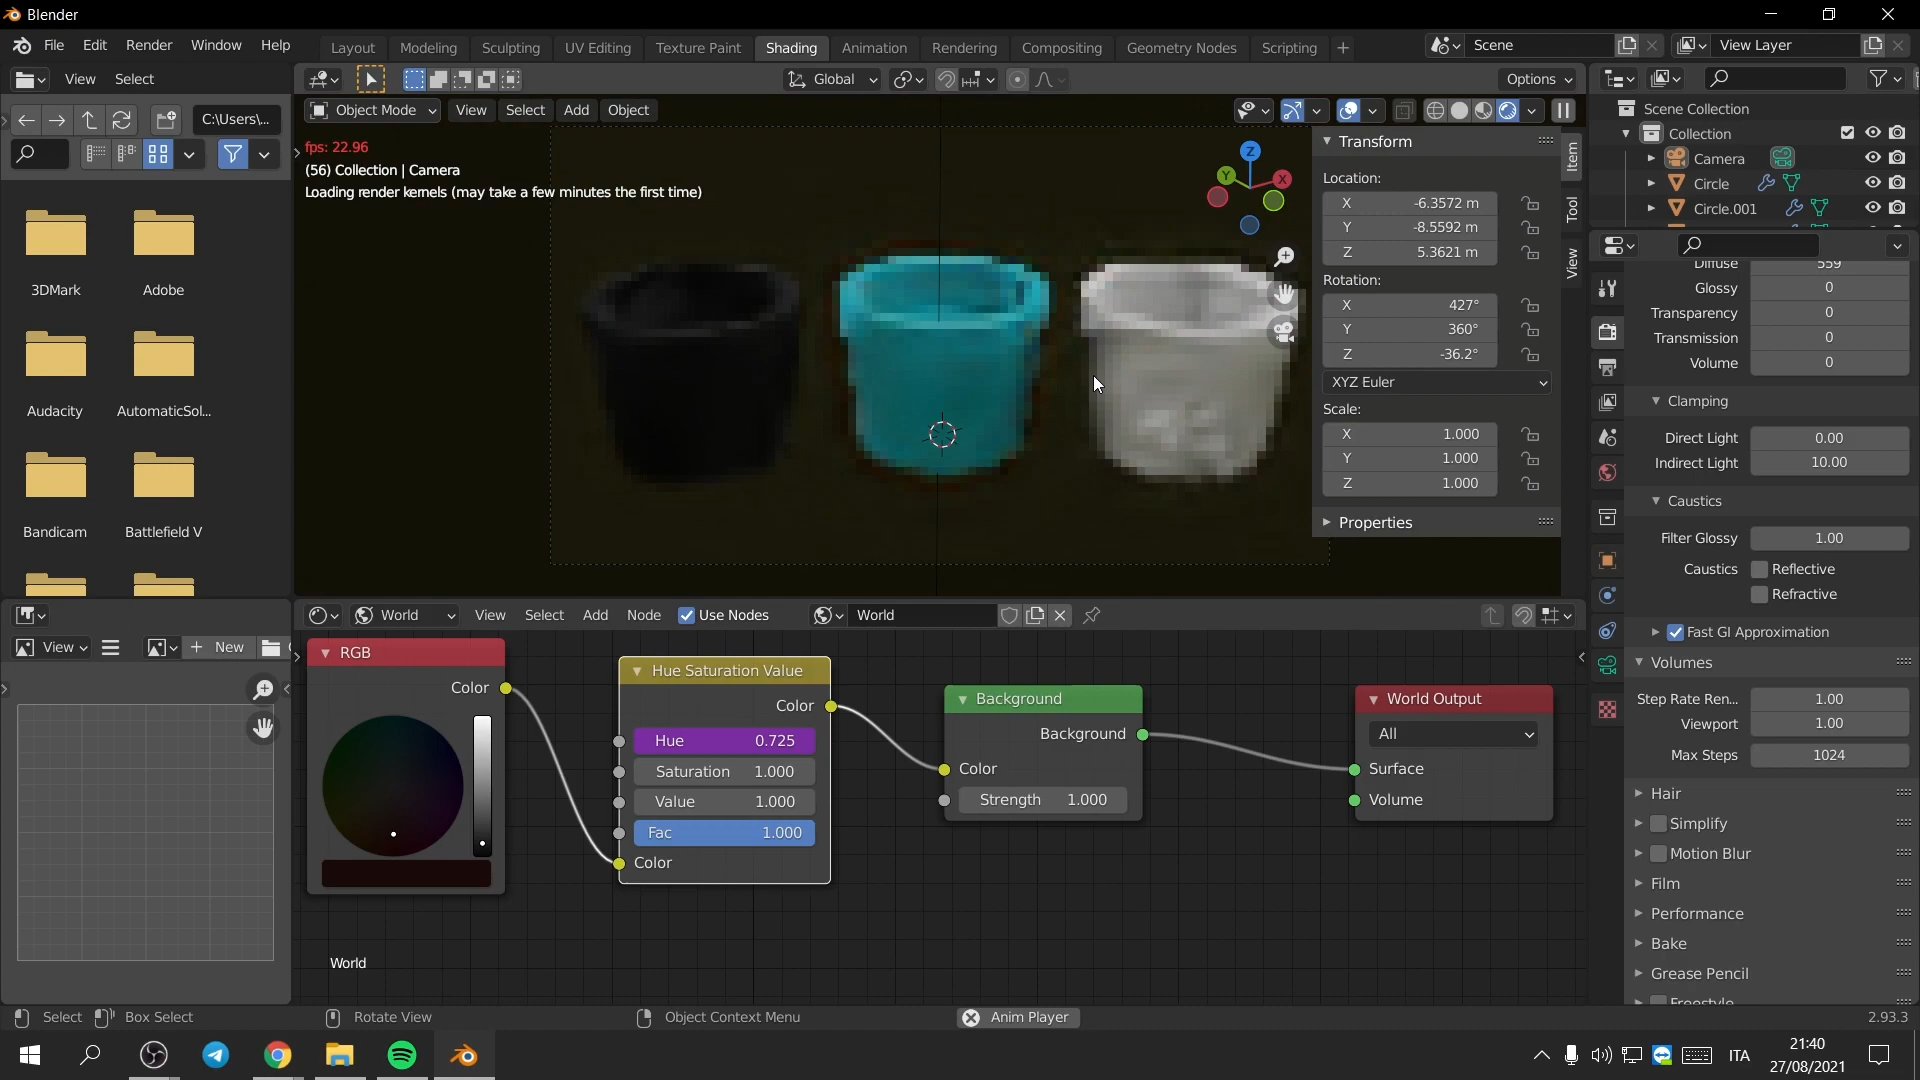 Blender
File Edit Render Window Help
Layout Modeling Sculpting UV Editing Texture Paint Shading Animation Rendering Compositing Geometry Nodes Scripting +
Scene
View Layer
View Select
Global
Options
C:\Users\...
Object Mode View Select Add Object
fps: 22.96
(56) Collection | Camera
Loading render kernels (may take a few minutes the first time)
3DMark
Adobe
Audacity
AutomaticSol...
Bandicam
Battlefield V
Z
Y
X
Transform
Location:
X -6.3572 m
Y -8.5592 m
Z 5.3621 m
Rotation:
X 427°
Y 360°
Z -36.2°
XYZ Euler
Scale:
X 1.000
Y 1.000
Z 1.000
Properties
Item
Tool
View
Scene Collection
Collection
Camera
Circle
Circle.001
Diffuse 559
Glossy 0
Transparency 0
Transmission 0
Volume 0
Clamping
Direct Light 0.00
Indirect Light 10.00
Caustics
Filter Glossy 1.00
Caustics Reflective
Refractive
Fast GI Approximation
Volumes
Step Rate Ren... 1.00
Viewport 1.00
Max Steps 1024
Hair
Simplify
Motion Blur
Film
Performance
Bake
Grease Pencil
Freestyle
View
+ New
World View Select Add Node Use Nodes
World
RGB
Color
Hue Saturation Value
Color
Hue 0.725
Saturation 1.000
Value 1.000
Fac 1.000
Color
Background
Background
Color
Strength 1.000
World Output
All
Surface
Volume
World
Select
Box Select
Rotate View
Object Context Menu
Anim Player
2.93.3
ITA
21:40
27/08/2021